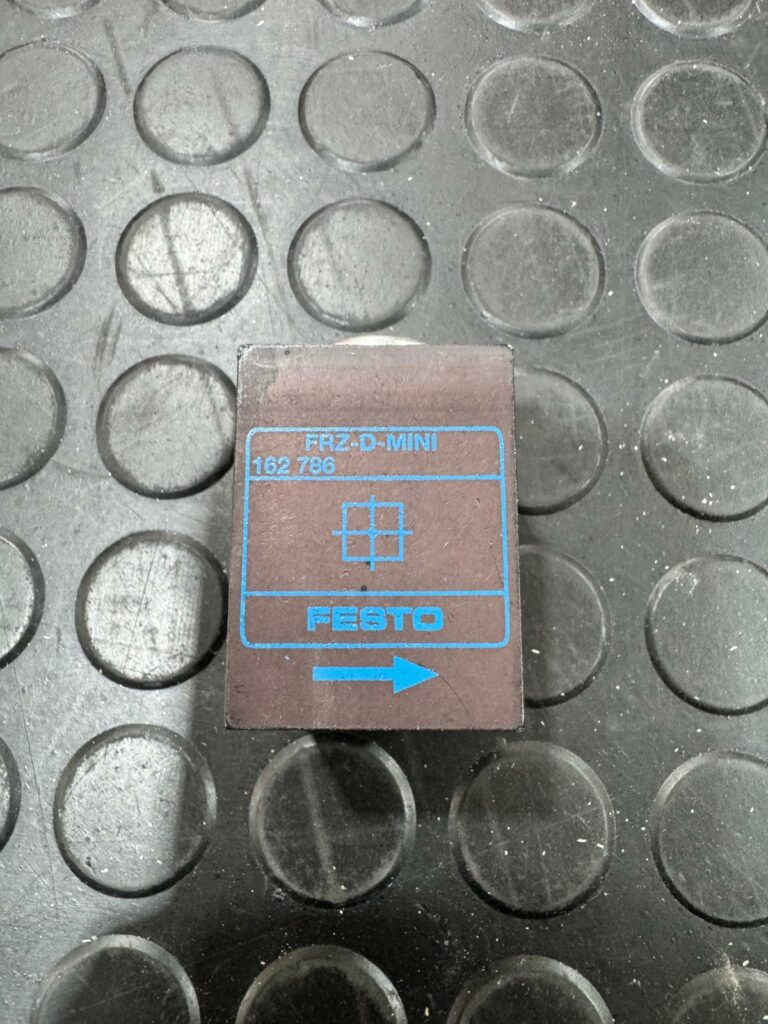 FRZ-D-MINI
162 786
FESTO